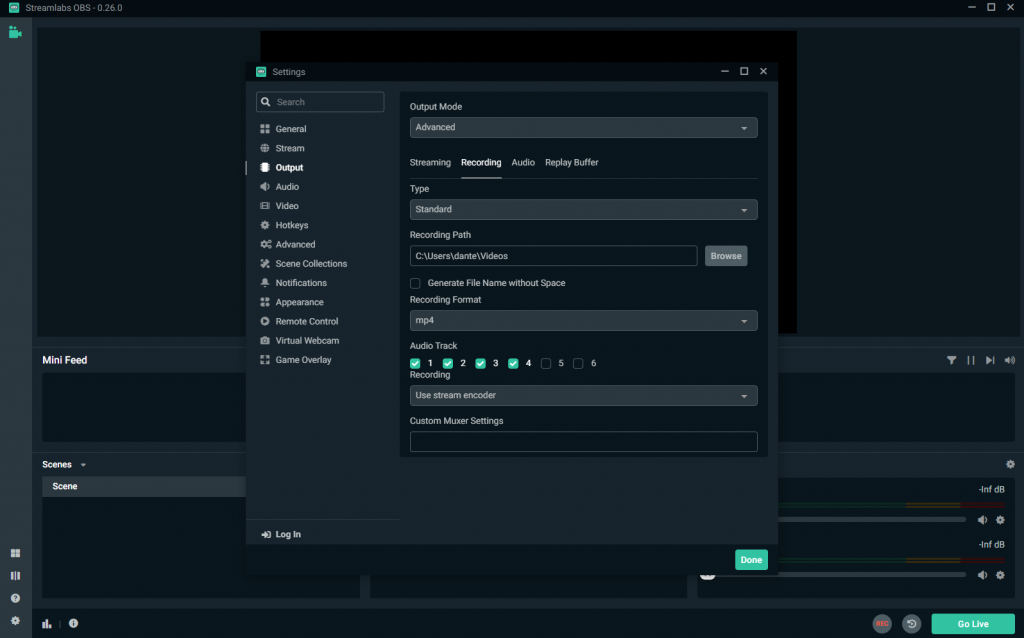 Streamlabs OBS - 0.26.0
Settings
Search
General
Stream
Output
Audio
Video
Hotkeys
Advanced
Scene Collections
Notifications
Appearance
Remote Control
Virtual Webcam
Game Overlay
Log In
Output Mode
Advanced
Streaming Recording Audio Replay Buffer
Type
Standard
Recording Path
C:\Users\dante\Videos Browse
Generate File Name without Space
Recording Format
mp4
Audio Track
1 2 3 4 5 6
Recording
Use stream encoder
Custom Muxer Settings
Done
Mini Feed
Scenes
Scene
-Inf dB
-Inf dB
REC Go Live